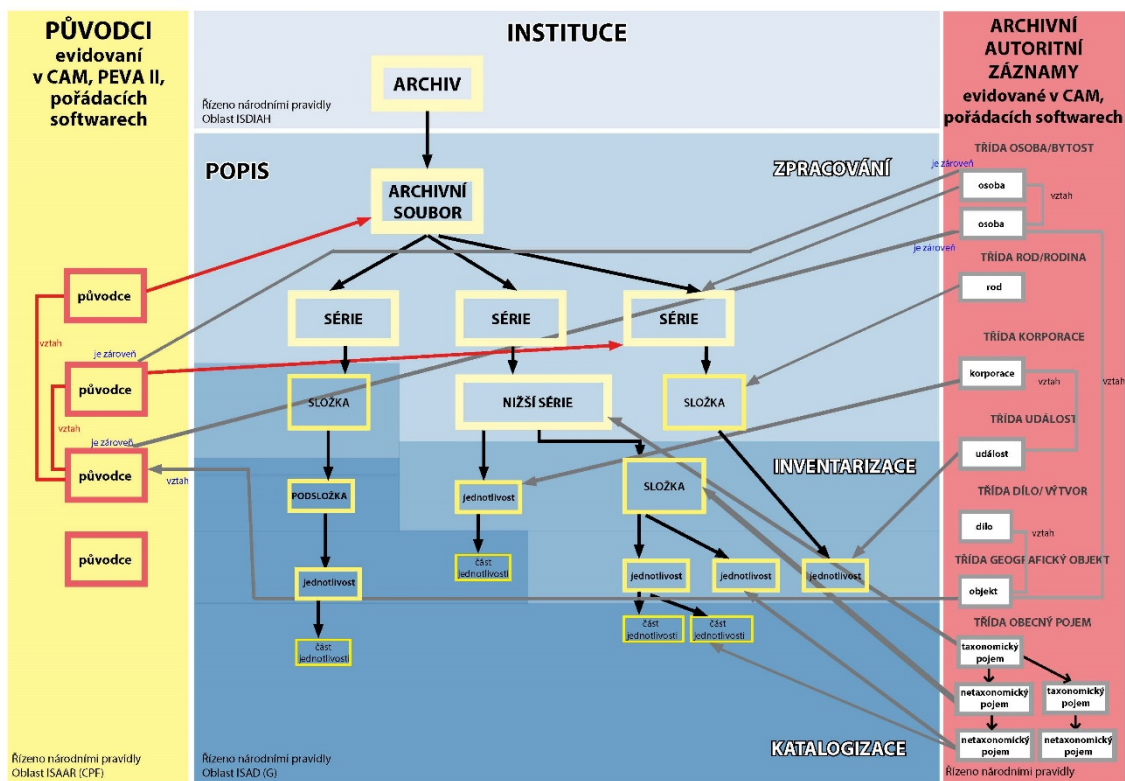 PŮVODCI
evidovaní
v CAM, PEVA II,
pořádacích
softwarech
INSTITUCE
ARCHIV
Řízeno národními pravidly
Oblast ISDIAH
ARCHIVNÍ
AUTORITNÍ
ZÁZNAMY
evidované v CAM,
pořádacích softwarech
POPIS
ZPRACOVÁNÍ
ARCHIVNÍ
SOUBOR
TŘÍDA OSOBA/BYTOST
je zároveň
osoba
vztah
osoba
je zároveň
TŘÍDA ROD/RODINA
rod
původce
SÉRIE
SÉRIE
SÉRIE
vztah
je zároveň
TŘÍDA KORPORACE
korporace
vztah
vztah
původce
SLOŽKA
NIŽŠÍ SÉRIE
SLOŽKA
vztah
je zároveň
TŘÍDA UDÁLOST
událost
původce
vztah
INVENTARIZACE
PODSLOŽKA
jednotlivost
SLOŽKA
TŘÍDA DÍLO/ VÝTVOR
dílo
vztah
původce
část
jednotlivosti
TŘÍDA GEOGRAFICKÝ OBJEKT
jednotlivost
jednotlivost
jednotlivost
jednotlivost
objekt
část
jednotlivosti
část
jednotlivosti
část
jednotlivosti
TŘÍDA OBECNÝ POJEM
taxonomický
pojem
netaxonomický
pojem
taxonomický
pojem
KATALOGIZACE
netaxonomický
pojem
netaxonomický
pojem
Řízeno národními pravidly
Oblast ISAAR (CPF)
Řízeno národními pravidly
Oblast ISAD (G)
Řízeno národními pravidly